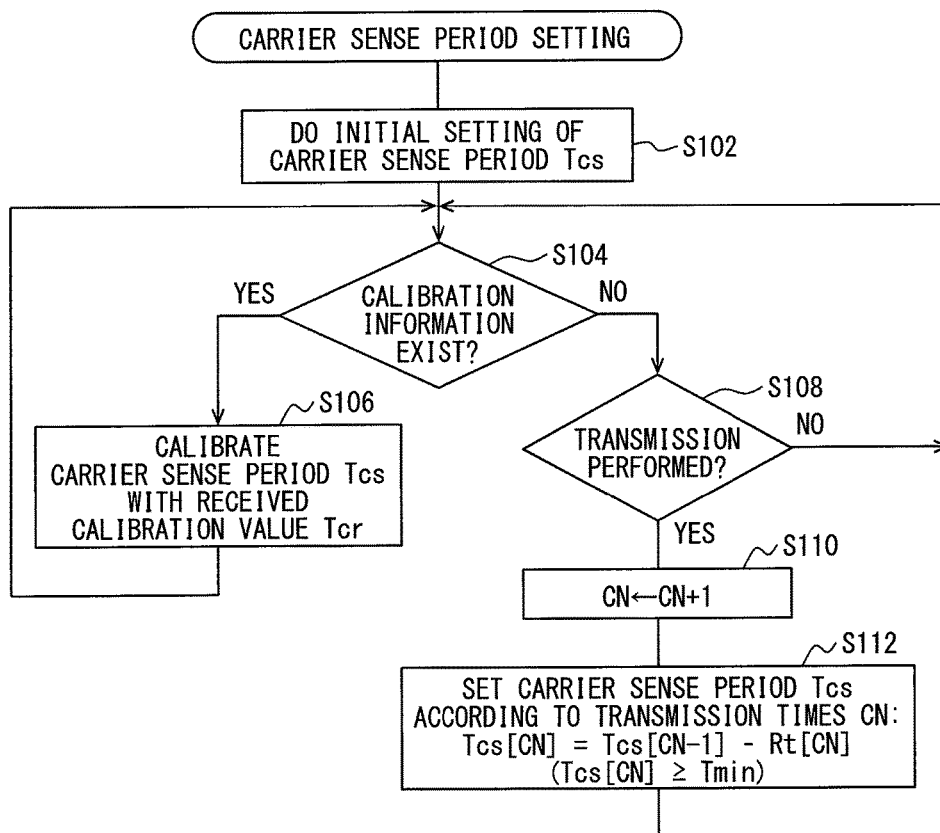 CARRIER SENSE PERIOD SETTING
DO INITIAL SETTING OF
CARRIER SENSE PERIOD Tcs
S102
S104
YES
CALIBRATION
INFORMATION
EXIST?
NO
S106
CALIBRATE
CARRIER SENSE PERIOD Tcs
WITH RECEIVED
CALIBRATION VALUE Tcr
S108
TRANSMISSION
PERFORMED?
NO
YES
S110
CN←CN+1
S112
SET CARRIER SENSE PERIOD Tcs
ACCORDING TO TRANSMISSION TIMES CN:
Tcs[CN] = Tcs[CN-1] - Rt[CN]
(Tcs[CN] ≥ Tmin)